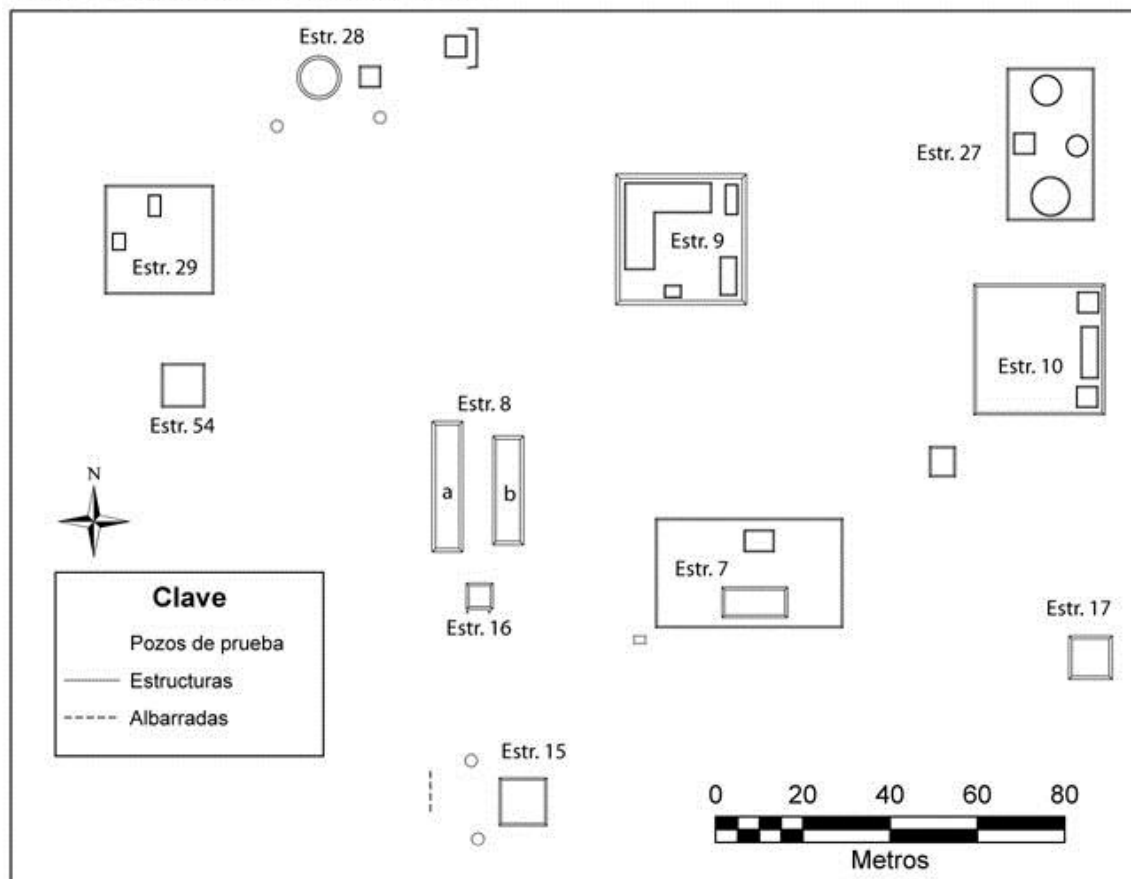 Estr. 28
Estr. 27
Estr. 9
Estr. 29
Estr. 10
Estr. 8
Estr. 54
N
a
b
Estr. 7
Clave
Pozos de prueba
Estructuras
Albarradas
Estr. 16
Estr. 17
Estr. 15
0 20 40 60 80
Metros